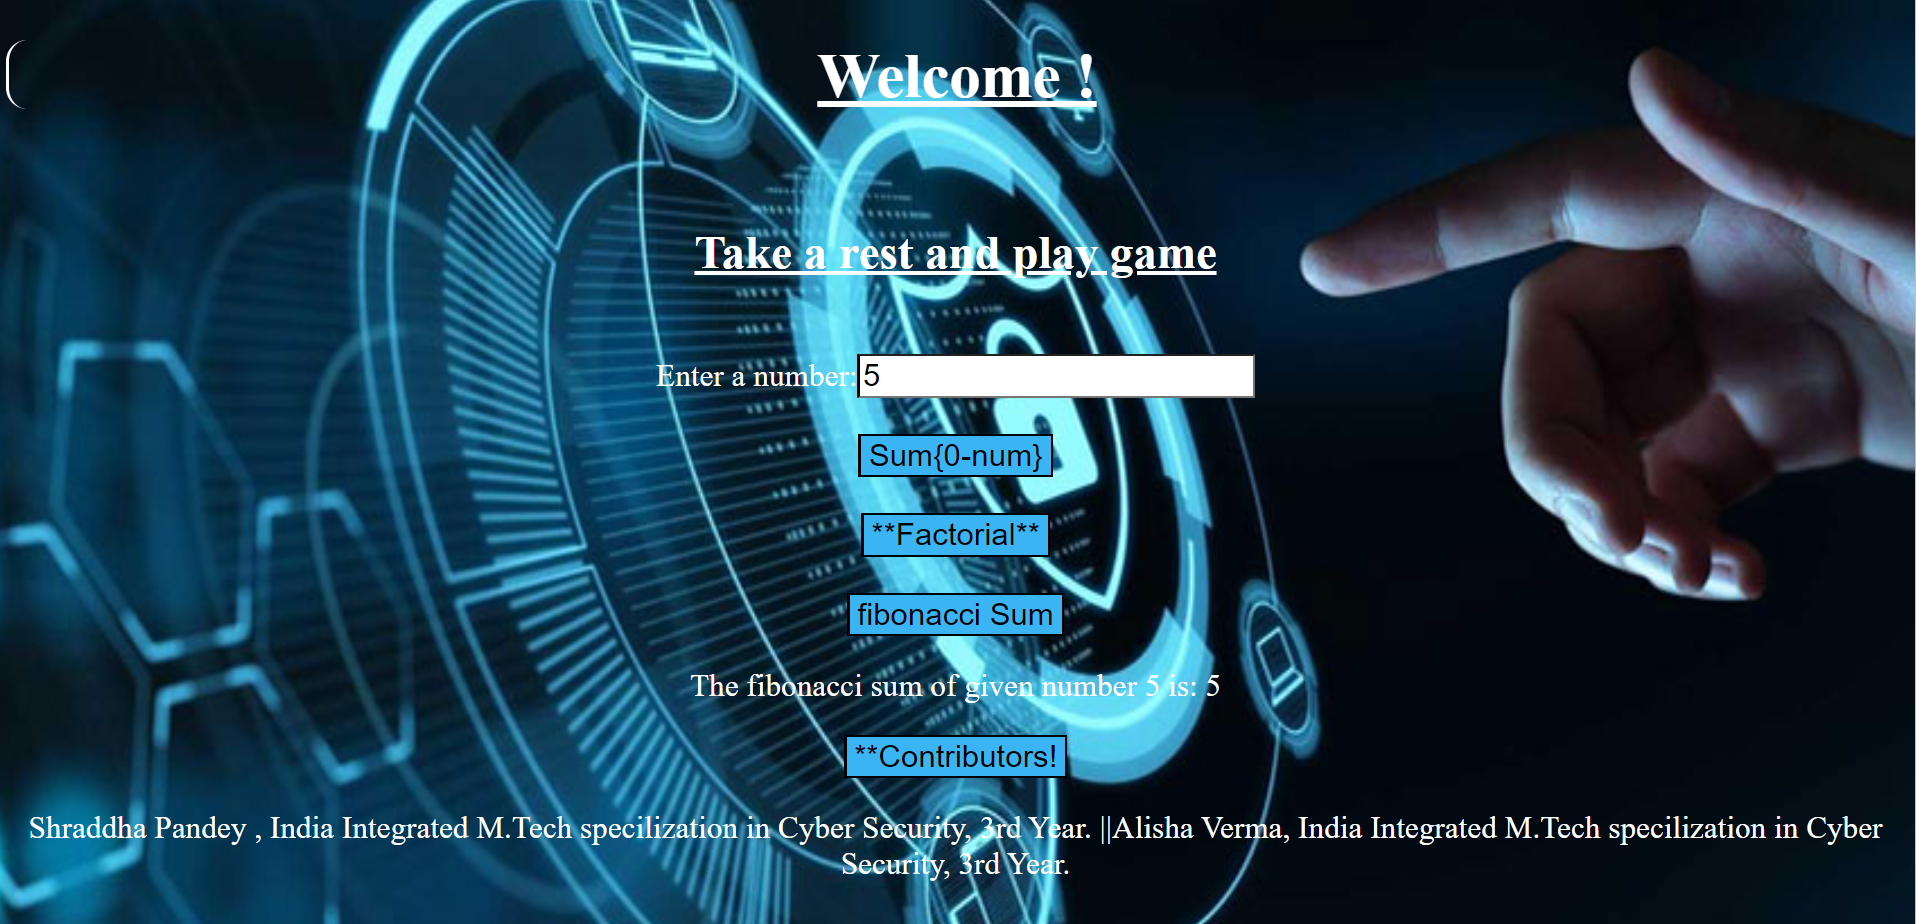 Welcome !
Take a rest and play game
Enter a number: 5
Sum{0-num}
**Factorial**
fibonacci Sum
The fibonacci sum of given number 5 is: 5
**Contributors!
Shraddha Pandey , India Integrated M.Tech specilization in Cyber Security, 3rd Year. ||Alisha Verma, India Integrated M.Tech specilization in Cyber
Security, 3rd Year.